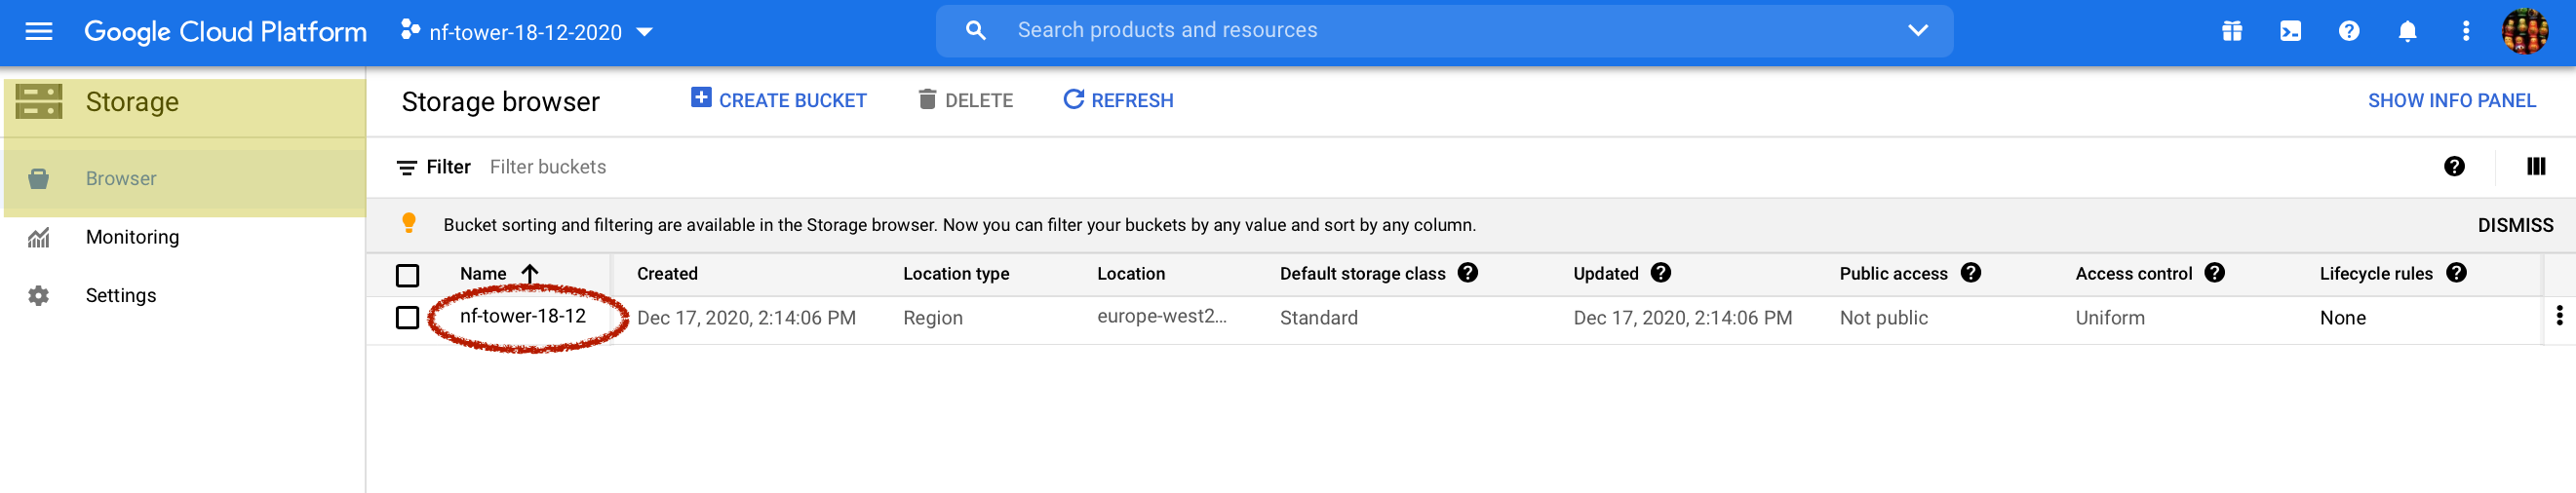 Google Cloud Platform nf-tower-18-12-2020 Search products and resources
Storage
Browser
Monitoring
Settings
Storage browser CREATE BUCKET DELETE REFRESH SHOW INFO PANEL
Filter Filter buckets
Bucket sorting and filtering are available in the Storage browser. Now you can filter your buckets by any value and sort by any column. DISMISS
Name Created Location type Location Default storage class Updated Public access Access control Lifecycle rules
nf-tower-18-12 Dec 17, 2020, 2:14:06 PM Region europe-west2... Standard Dec 17, 2020, 2:14:06 PM Not public Uniform None